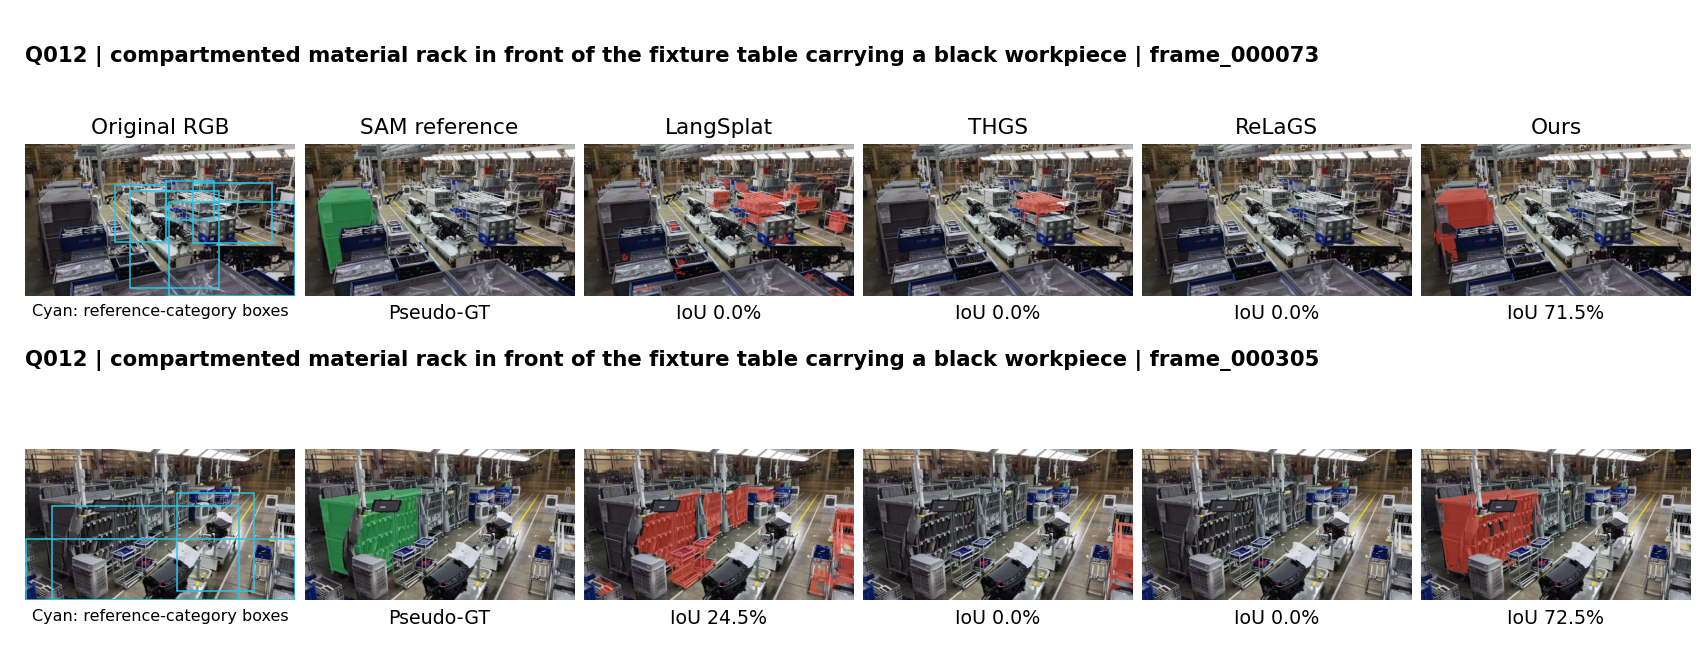 Q012 | compartmented material rack in front of the fixture table carrying a black workpiece | frame_000073
Original RGB
SAM reference
LangSplat
THGS
ReLaGS
Ours
Cyan: reference-category boxes
Pseudo-GT
IoU 0.0%
IoU 0.0%
IoU 0.0%
IoU 71.5%
Q012 | compartmented material rack in front of the fixture table carrying a black workpiece | frame_000305
Cyan: reference-category boxes
Pseudo-GT
IoU 24.5%
IoU 0.0%
IoU 0.0%
IoU 72.5%